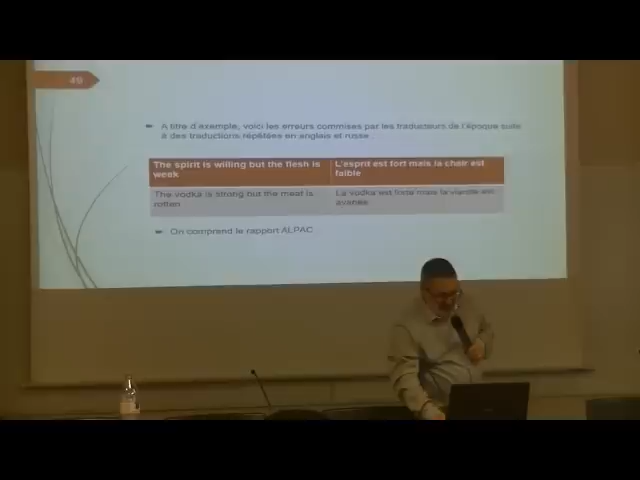 49
A titre d'exemple, voici les erreurs commises par les traducteurs de l'époque suite
à des traductions répétées en anglais et russe.
The spirit is willing but the flesh is
weak
L'esprit est fort mais la chair est
faible
The vodka is strong but the meat is
rotten
La vodka est forte mais la viande est
avariée
On comprend le rapport ALPAC